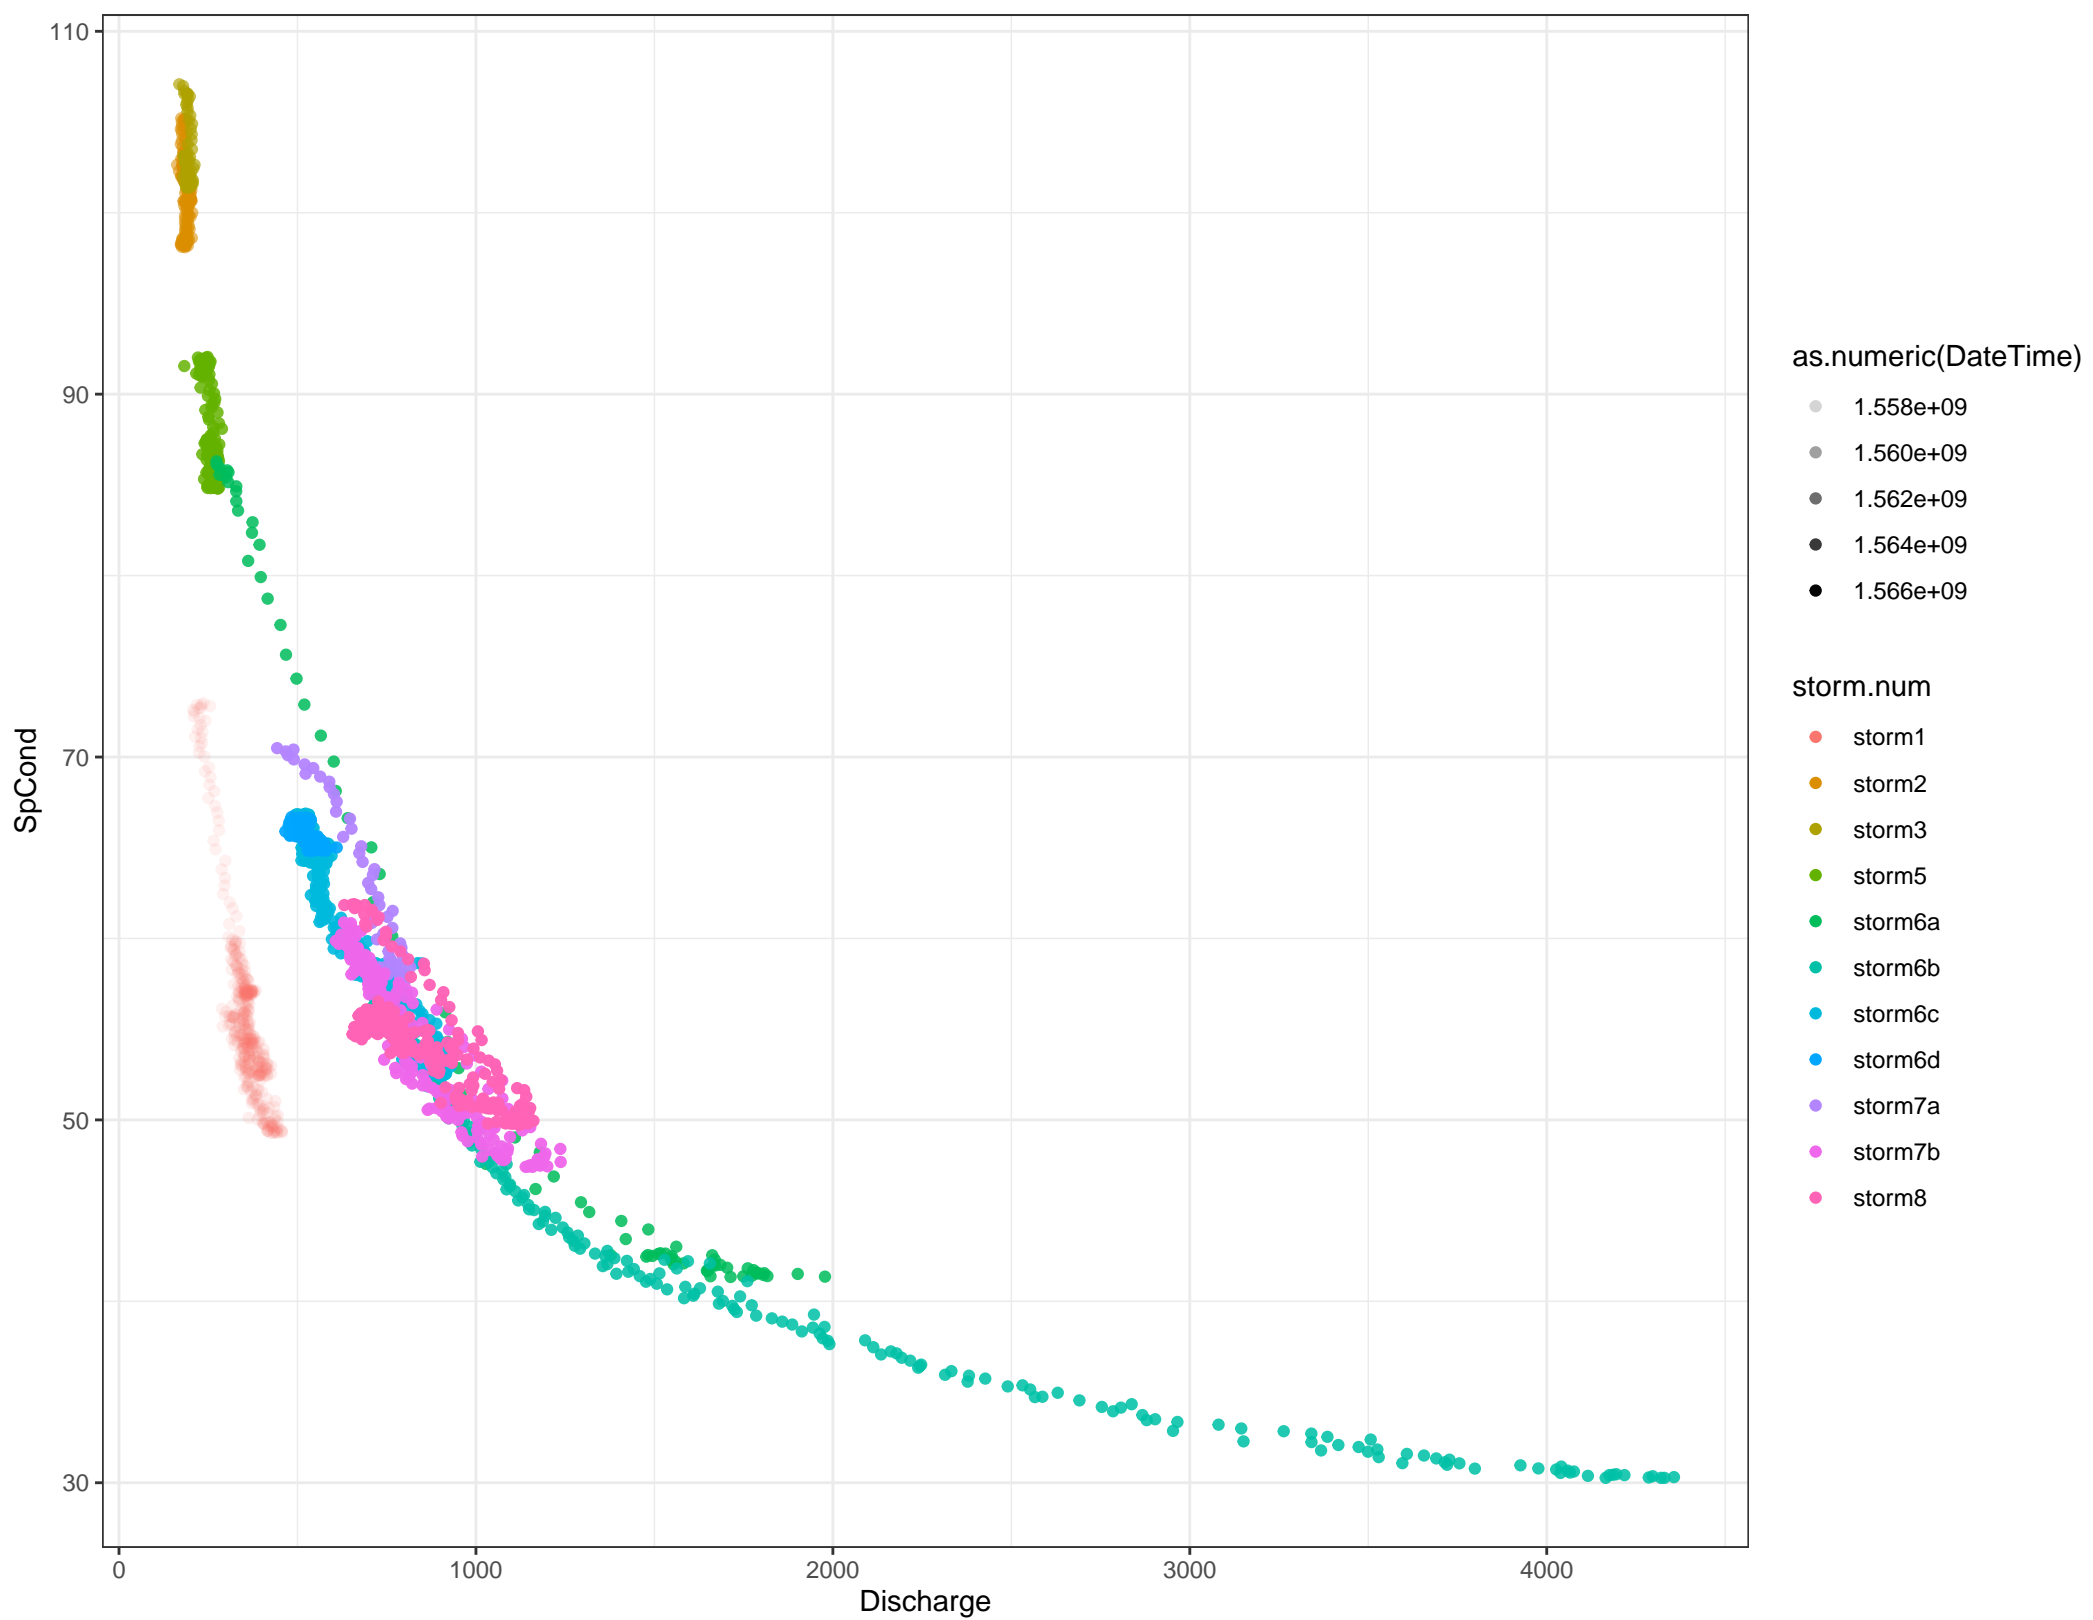 110
90
70
50
30
SpCond
0 1000 2000 3000 4000
Discharge
as.numeric(DateTime)
1.558e+09
1.560e+09
1.562e+09
1.564e+09
1.566e+09
storm.num
storm1
storm2
storm3
storm5
storm6a
storm6b
storm6c
storm6d
storm7a
storm7b
storm8